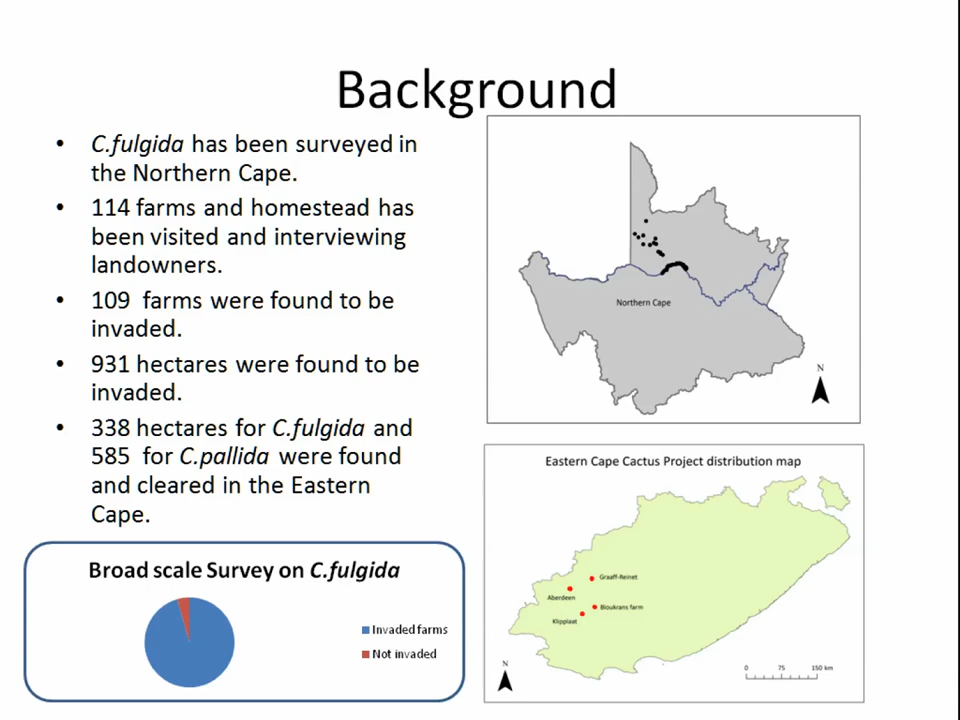 Background
• C.fulgida has been surveyed in
the Northern Cape.
• 114 farms and homestead has
been visited and interviewing
landowners.
• 109 farms were found to be
invaded.
• 931 hectares were found to be
invaded.
• 338 hectares for C.fulgida and
585 for C.pallida were found
and cleared in the Eastern
Cape.
Broad scale Survey on C.fulgida
Invaded farms
Not invaded
Northern Cape
N
Eastern Cape Cactus Project distribution map
Graaff-Reinet
Aberdeen
Bloukrans farm
Klipplaat
N
0 75 150 km